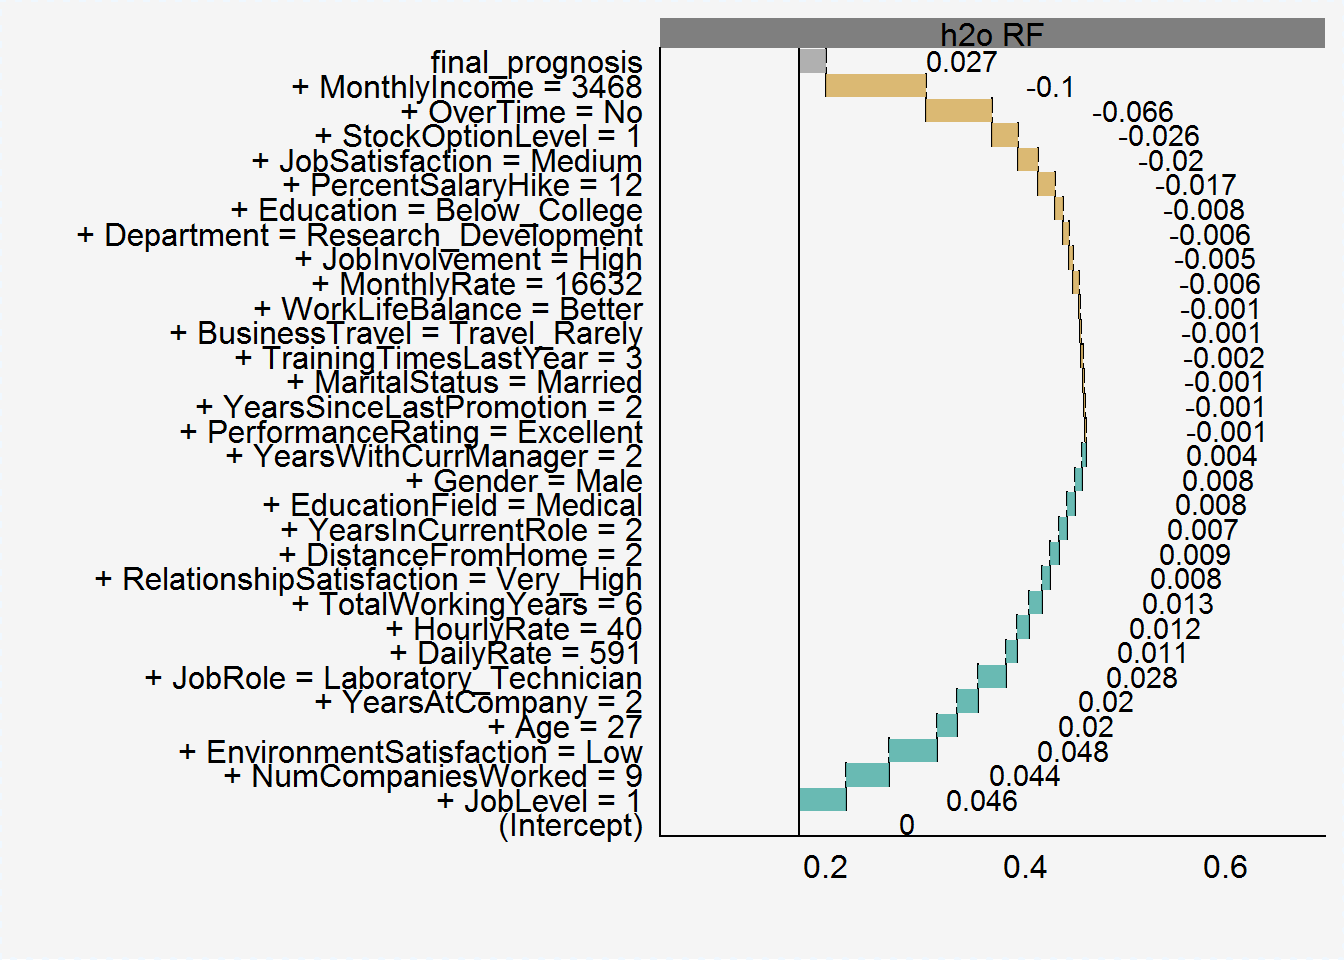 h2o RF
final_prognosis 0.027
+ MonthlyIncome = 3468 -0.1
+ OverTime = No -0.066
+ StockOptionLevel = 1 -0.026
+ JobSatisfaction = Medium -0.02
+ PercentSalaryHike = 12 -0.017
+ Education = Below_College -0.008
+ Department = Research_Development -0.006
+ JobInvolvement = High -0.005
+ MonthlyRate = 16632 -0.006
+ WorkLifeBalance = Better -0.001
+ BusinessTravel = Travel_Rarely -0.001
+ TrainingTimesLastYear = 3 -0.002
+ MaritalStatus = Married -0.001
+ YearsSinceLastPromotion = 2 -0.001
+ PerformanceRating = Excellent -0.001
+ YearsWithCurrManager = 2 0.004
+ Gender = Male 0.008
+ EducationField = Medical 0.008
+ YearsInCurrentRole = 2 0.007
+ DistanceFromHome = 2 0.009
+ RelationshipSatisfaction = Very_High 0.008
+ TotalWorkingYears = 6 0.013
+ HourlyRate = 40 0.012
+ DailyRate = 591 0.011
+ JobRole = Laboratory_Technician 0.028
+ YearsAtCompany = 2 0.02
+ Age = 27 0.02
+ EnvironmentSatisfaction = Low 0.048
+ NumCompaniesWorked = 9 0.044
+ JobLevel = 1 0.046
(Intercept) 0
0.2 0.4 0.6